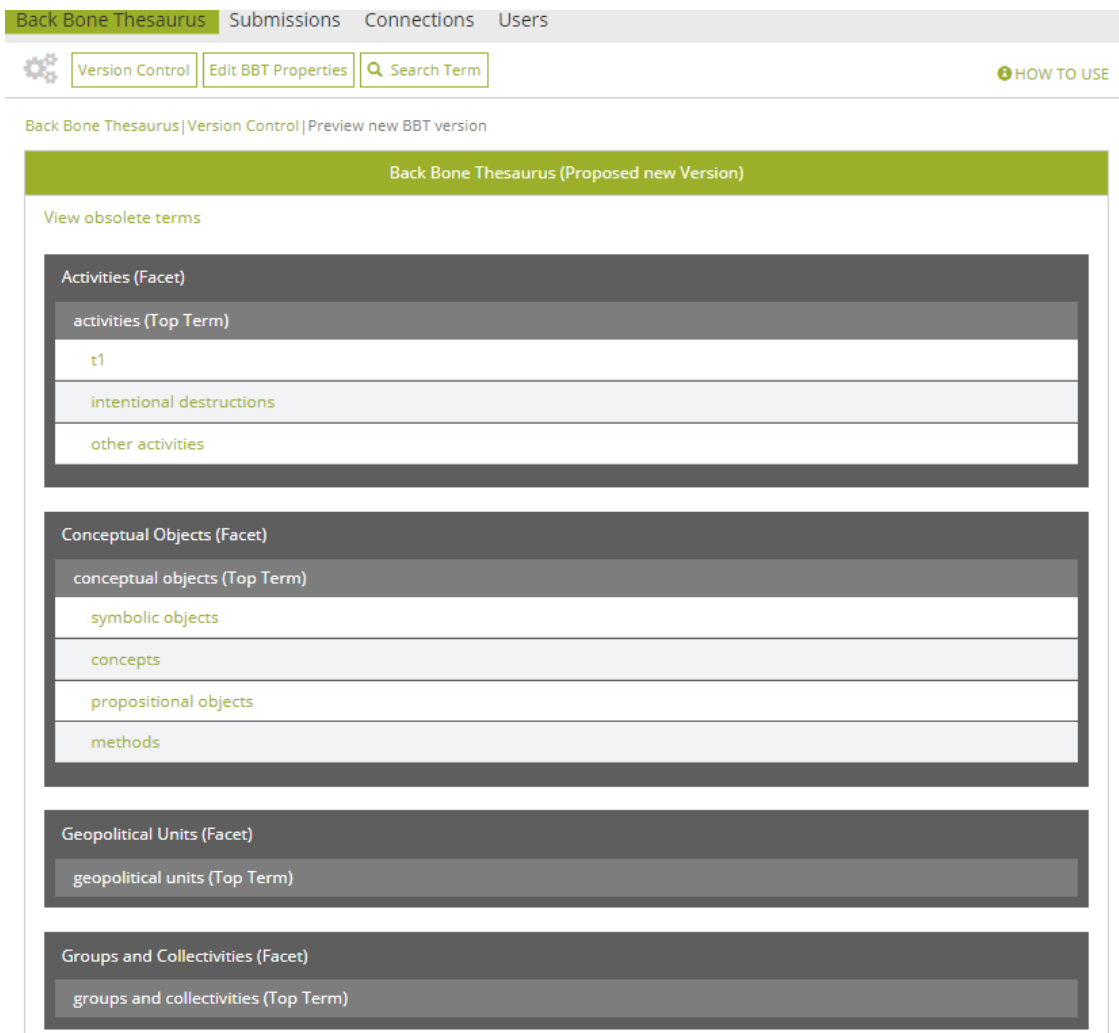 Back Bone Thesaurus Submissions Connections Users
Version Control Edit BBT Properties Search Term HOW TO USE
Back Bone Thesaurus|Version Control|Preview new BBT version
Back Bone Thesaurus (Proposed new Version)
View obsolete terms
Activities (Facet)
activities (Top Term)
t1
intentional destructions
other activities
Conceptual Objects (Facet)
conceptual objects (Top Term)
symbolic objects
concepts
propositional objects
methods
Geopolitical Units (Facet)
geopolitical units (Top Term)
Groups and Collectivities (Facet)
groups and collectivities (Top Term)